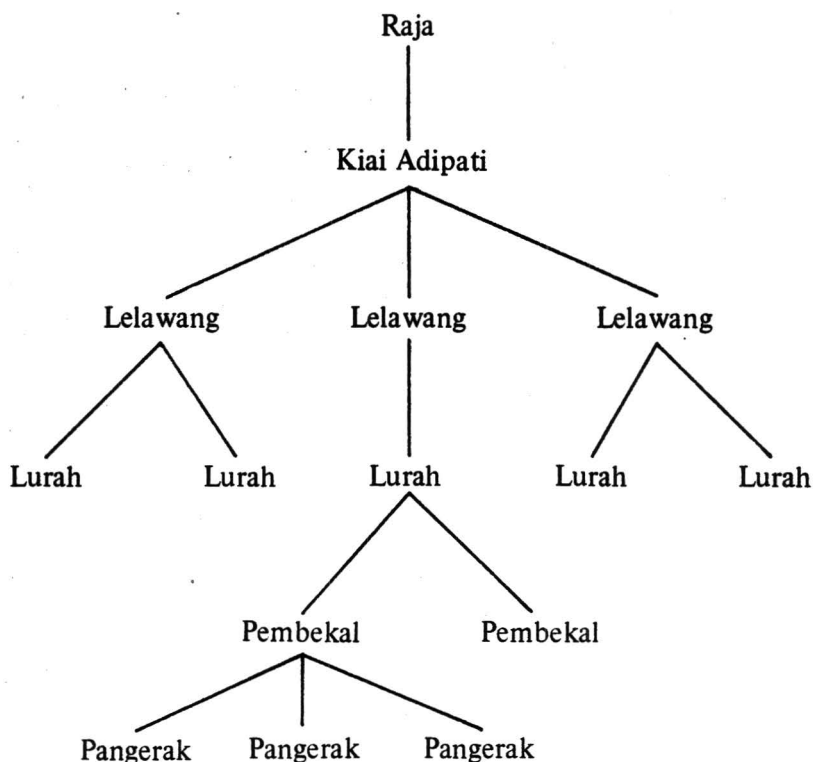 Raja
Kiai Adipati
Lelawang Lelawang Lelawang
Lurah Lurah Lurah Lurah Lurah
Pembekal Pembekal
Pangerak Pangerak Pangerak